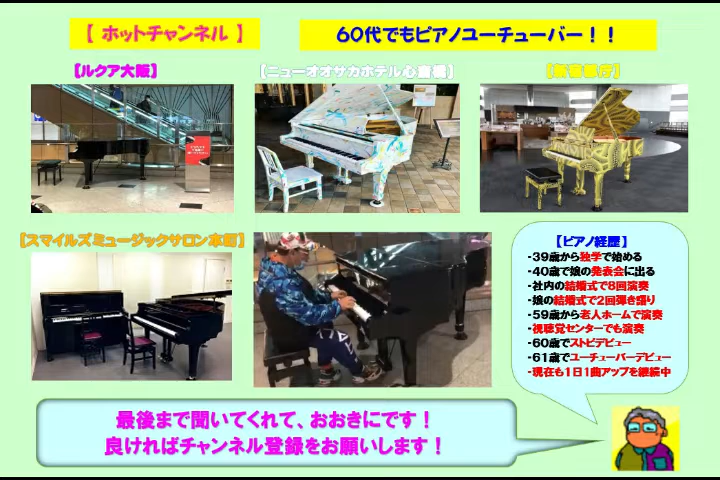 【 ホットチャンネル 】
60代でもピアノユーチューバー！！
【ルクア大阪】
【ニューオオサカホテル心斎橋】
【新宿都庁】
【スマイルズミュージックサロン本町】
【ピアノ経歴】
・39歳から独学で始める
・40歳で娘の発表会に出る
・社内の結婚式で8回演奏
・娘の結婚式で2回弾き語り
・59歳から老人ホームで演奏
・視聴覚センターでも演奏
・60歳でストピデビュー
・61歳でユーチューバーデビュー
・現在も1日1曲アップを継続中
最後まで聞いてくれて、おおきにです！
良ければチャンネル登録をお願いします！